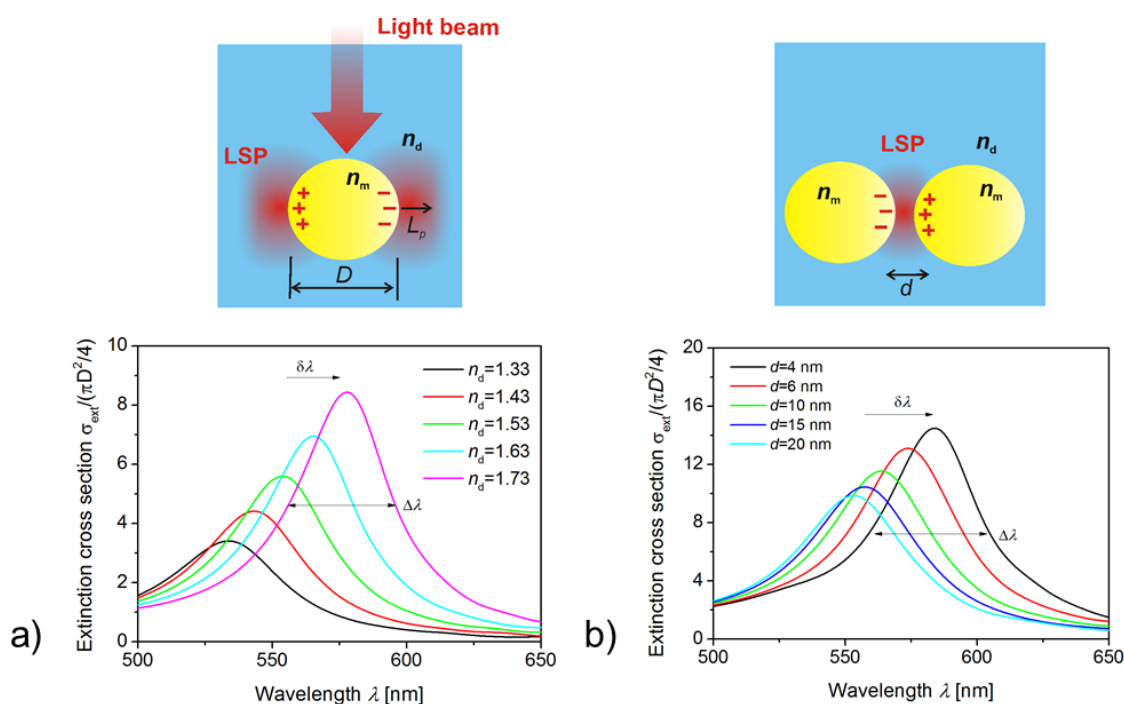 Light beam
LSP
n_d
n_m
+ + +
− − −
L_p
D
LSP
n_d
n_m
n_m
− − −
+ + +
d
a)
Extinction cross section σ_ext/(πD²/4)
10
8
6
4
2
0
δλ
Δλ
n_d=1.33
n_d=1.43
n_d=1.53
n_d=1.63
n_d=1.73
500 550 600 650
Wavelength λ [nm]
b)
Extinction cross section σ_ext/(πD²/4)
20
16
12
8
4
0
d=4 nm
d=6 nm
d=10 nm
d=15 nm
d=20 nm
δλ
Δλ
500 550 600 650
Wavelength λ [nm]